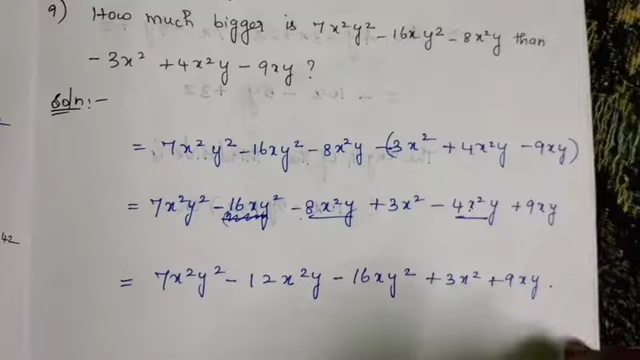 9) How much bigger is 7x²y² - 16xy² - 8x²y than
- 3x² + 4x²y - 9xy ?
Soln:-
= 7x²y² - 16xy² - 8x²y - (3x² + 4x²y - 9xy)
= 7x²y² - 16xy² - 8x²y + 3x² - 4x²y + 9xy
42
= 7x²y² - 12x²y - 16xy² + 3x² + 9xy.